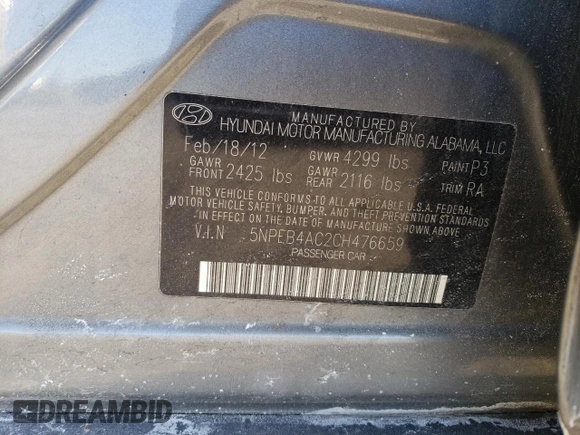 MANUFACTURED BY
HYUNDAI MOTOR MANUFACTURING ALABAMA, LLC
Feb/18/12 GVWR 4299 lbs PAINT P3
GAWR FRONT 2425 lbs GAWR REAR 2116 lbs TRIM RA
THIS VEHICLE CONFORMS TO ALL APPLICABLE U.S.A. FEDERAL
MOTOR VEHICLE SAFETY, BUMPER, AND THEFT PREVENTION STANDARDS
IN EFFECT ON THE DATE OF MANUFACTURE SHOWN ABOVE
V.I.N 5NPEB4AC2CH476659
PASSENGER CAR
DREAMBID